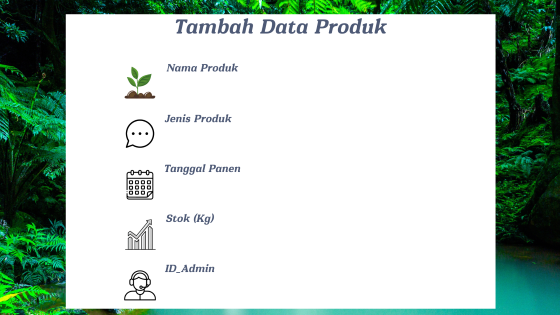 Tambah Data Produk
Nama Produk
Jenis Produk
Tanggal Panen
Stok (Kg)
ID_Admin